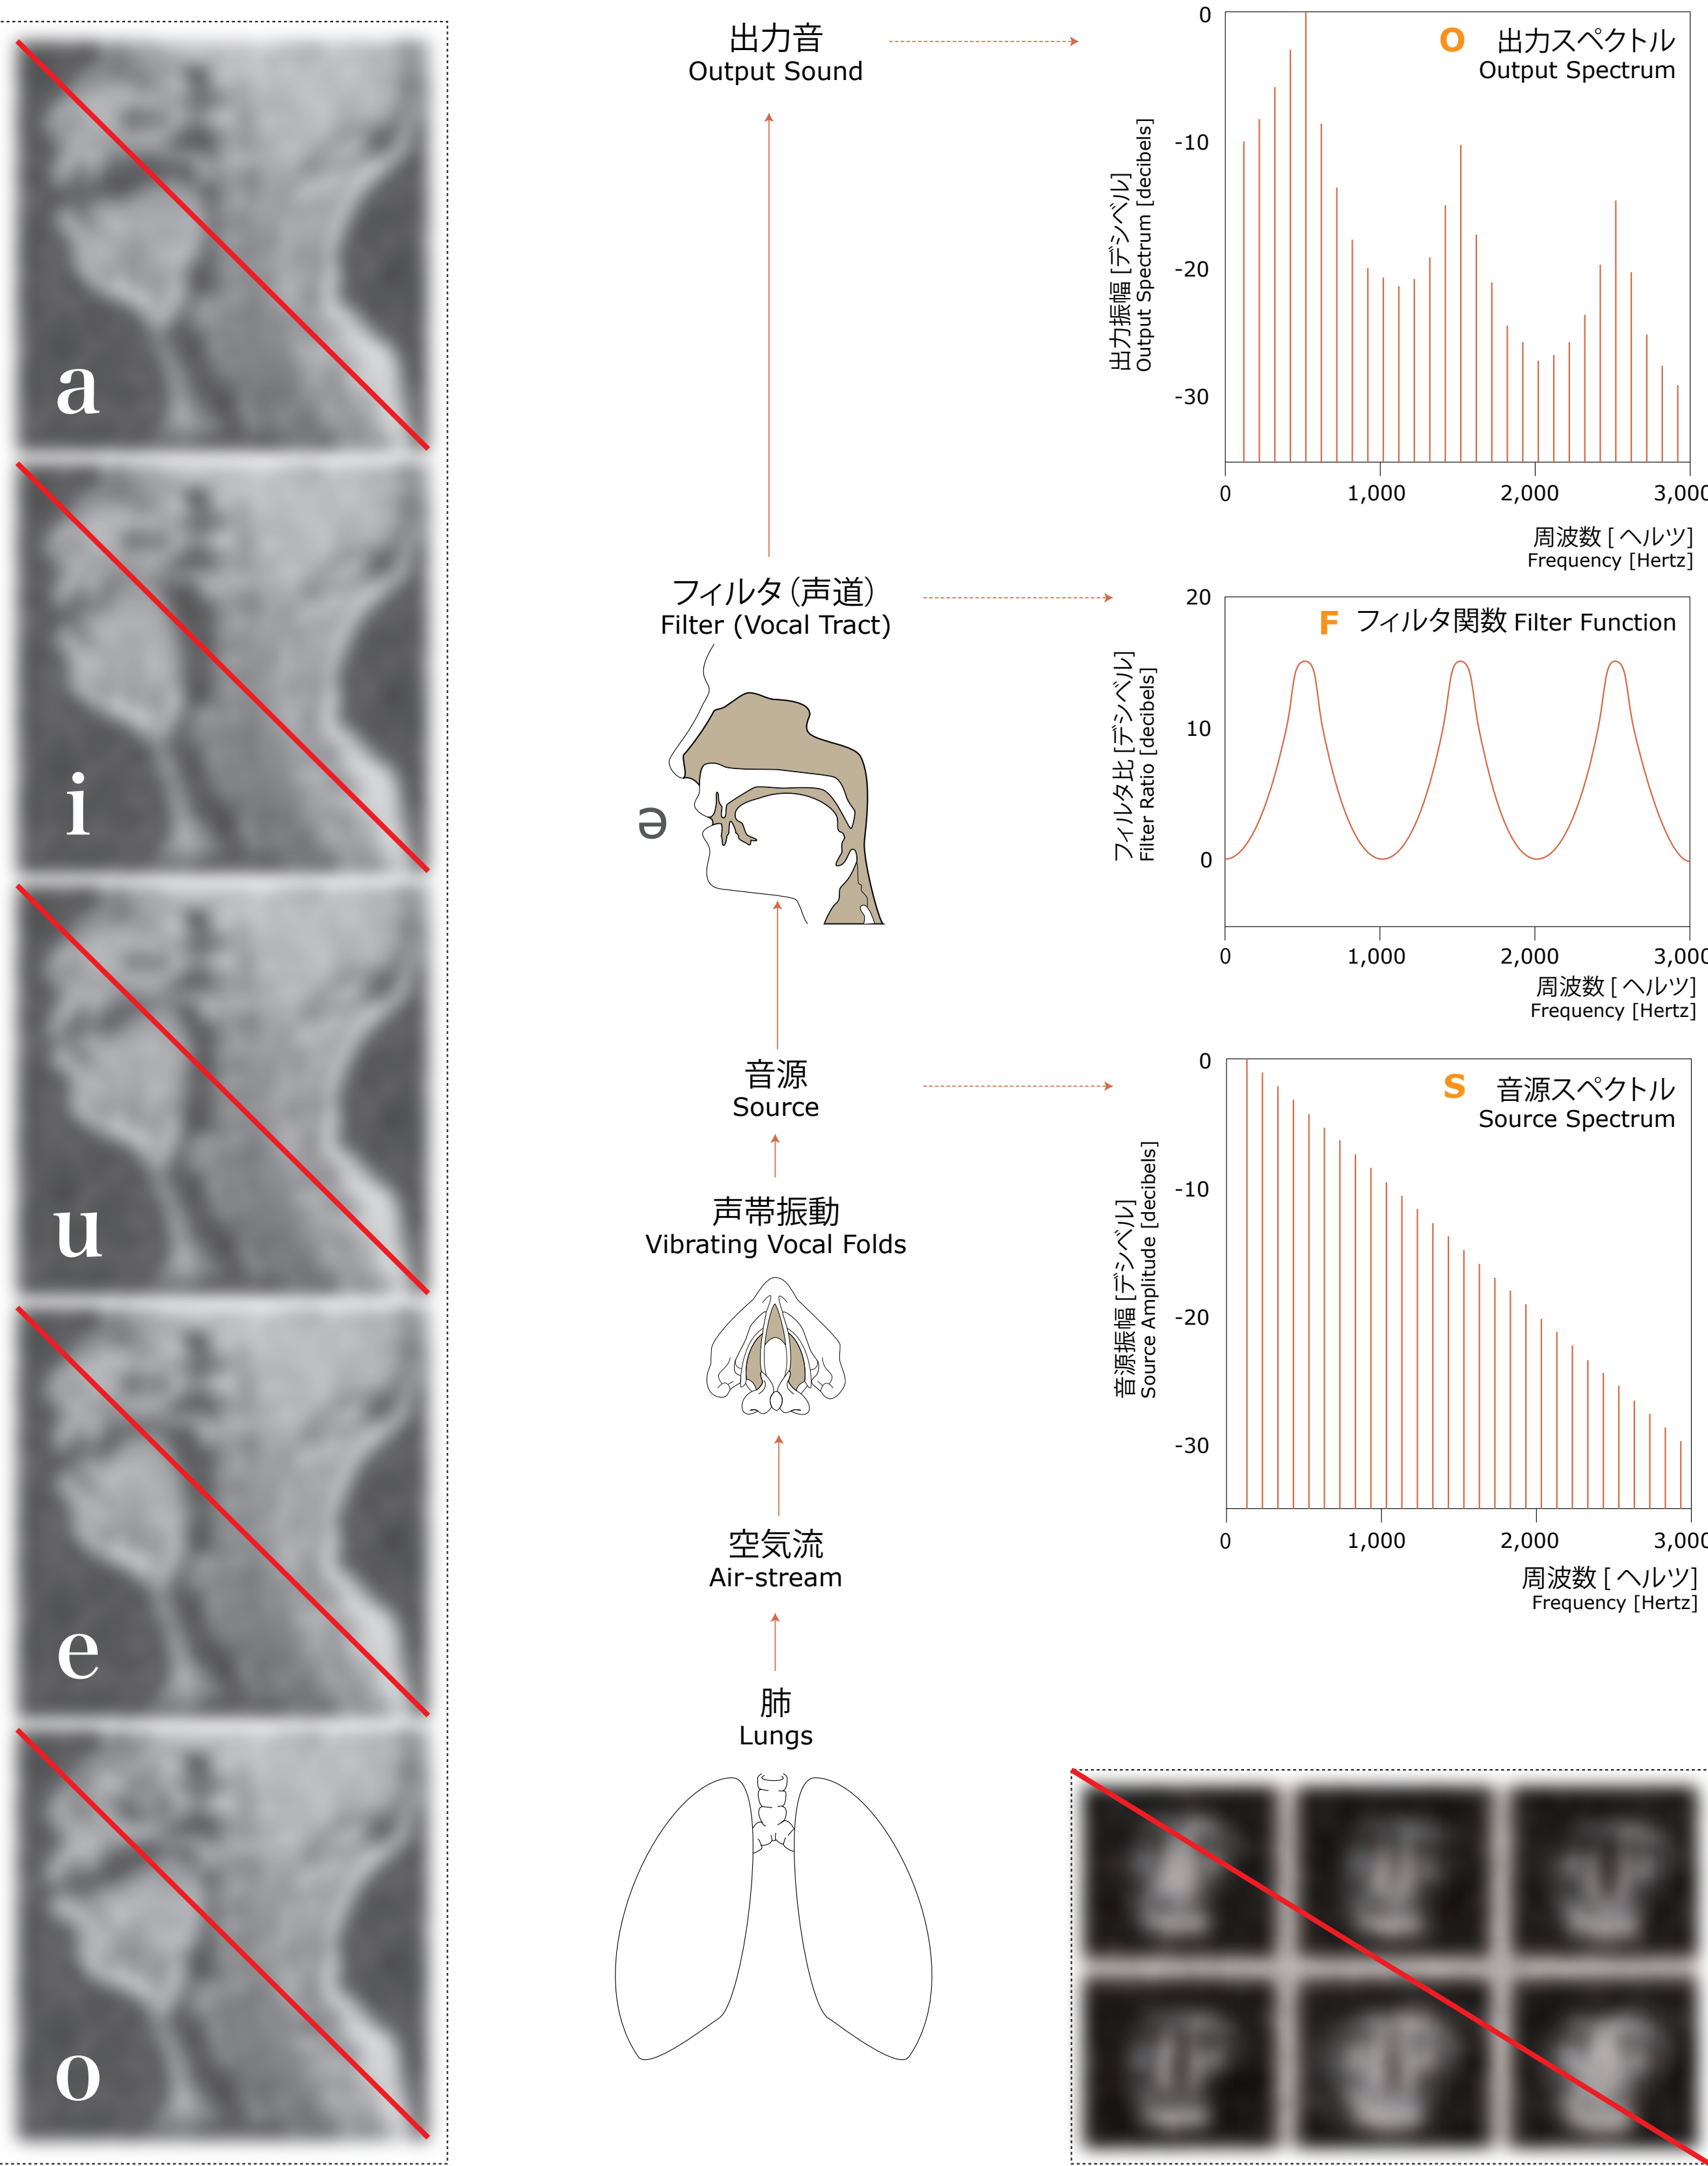 a
i
u
e
o
出力音
Output Sound
フィルタ（声道）
Filter (Vocal Tract)
ə
音源
Source
声帯振動
Vibrating Vocal Folds
空気流
Air-stream
肺
Lungs
O 出力スペクトル
Output Spectrum
出力振幅 [デシベル]
Output Spectrum [decibels]
0
-10
-20
-30
0 1,000 2,000 3,000
周波数 [ ヘルツ]
Frequency [Hertz]
F フィルタ関数 Filter Function
フィルタ比 [デシベル]
Filter Ratio [decibels]
20
10
0
0 1,000 2,000 3,000
周波数 [ ヘルツ]
Frequency [Hertz]
S 音源スペクトル
Source Spectrum
音源振幅 [デシベル]
Source Amplitude [decibels]
0
-10
-20
-30
0 1,000 2,000 3,000
周波数 [ ヘルツ]
Frequency [Hertz]